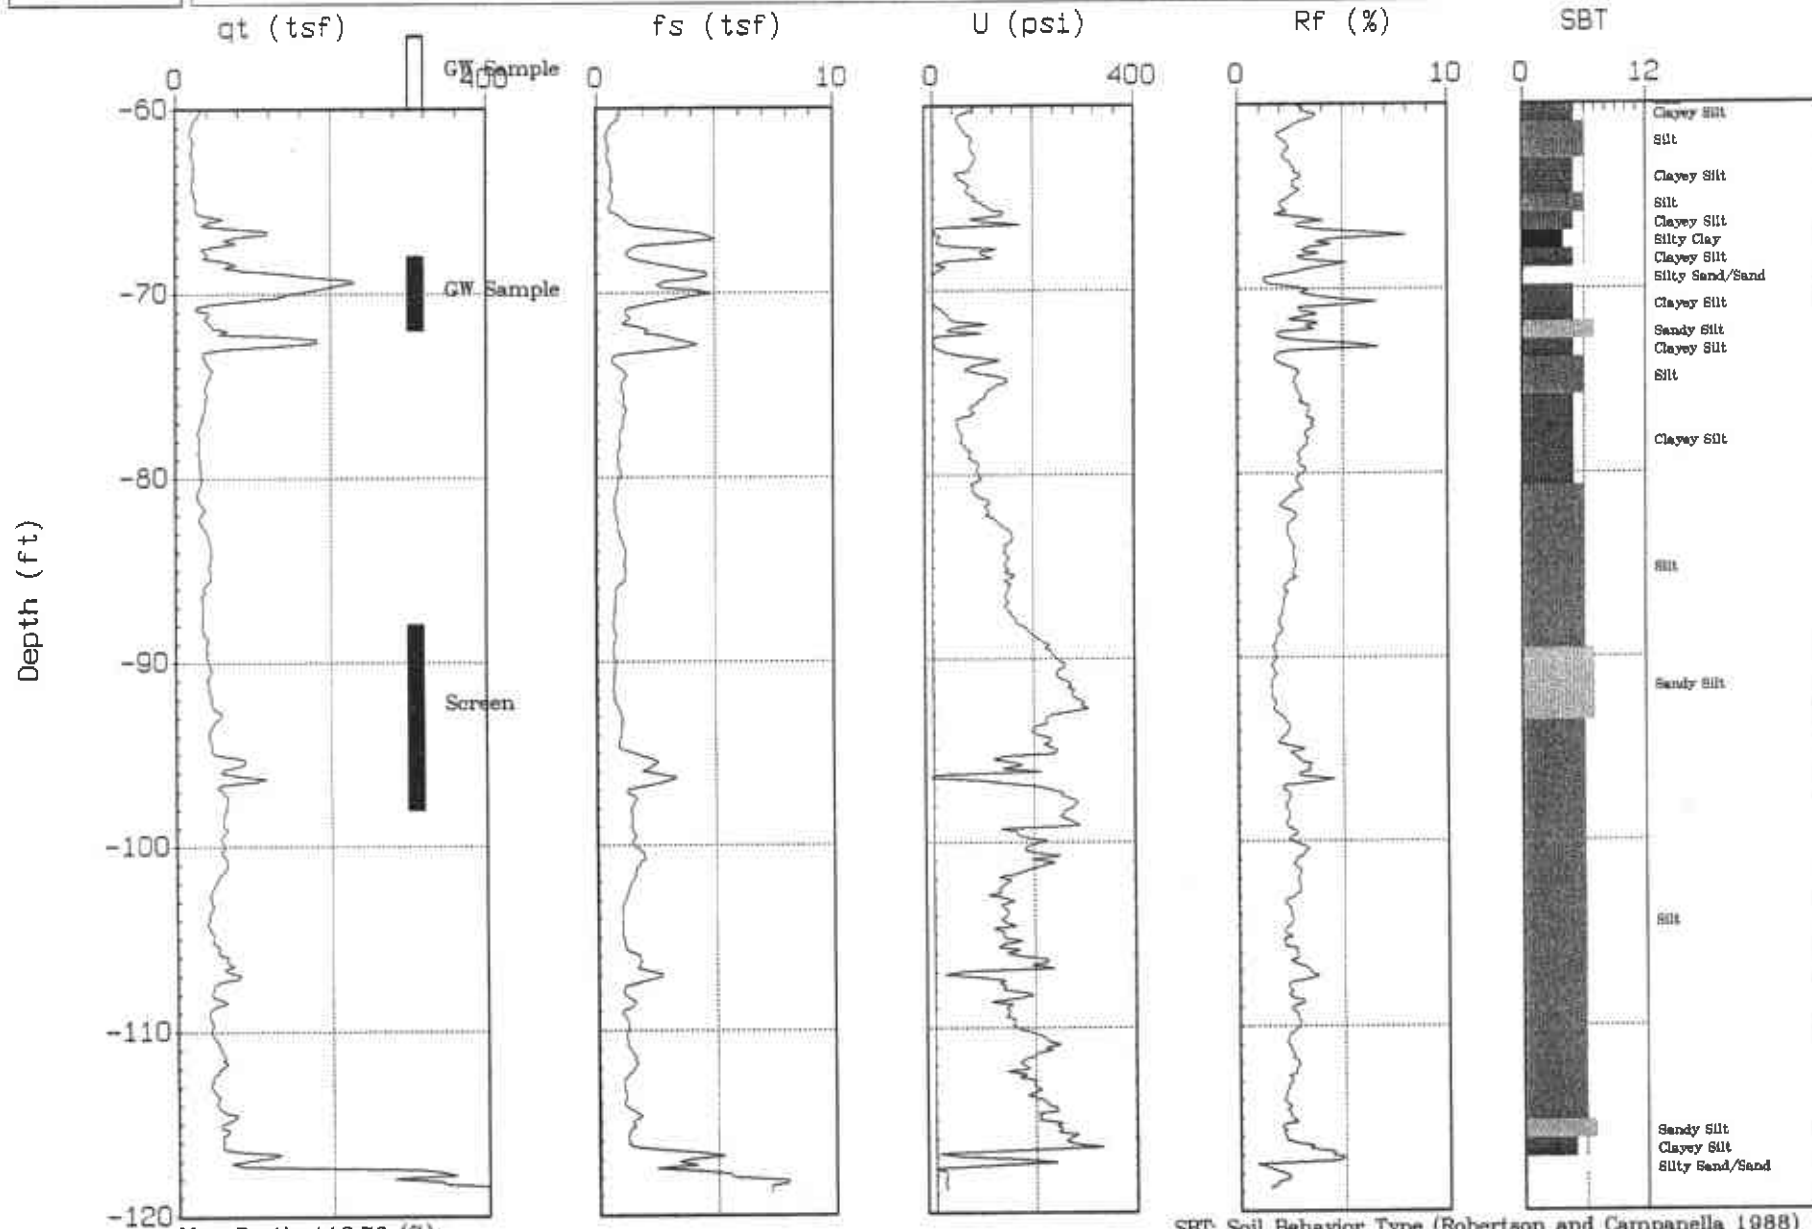 qt (tsf)
fs (tsf)
U (psi)
Rf (%)
SBT
0
400
0
10
0
400
0
10
0
12
GW Sample
GW Sample
Screen
Depth (ft)
-60
-70
-80
-90
-100
-110
-120
Clayey Silt
Silt
Clayey Silt
Silt
Clayey Silt
Silty Clay
Clayey Silt
Silty Sand/Sand
Clayey Silt
Sandy Silt
Clayey Silt
Silt
Clayey Silt
Silt
Sandy Silt
Silt
Sandy Silt
Clayey Silt
Silty Sand/Sand
SBT: Soil Behavior Type (Robertson and Campanella 1988)